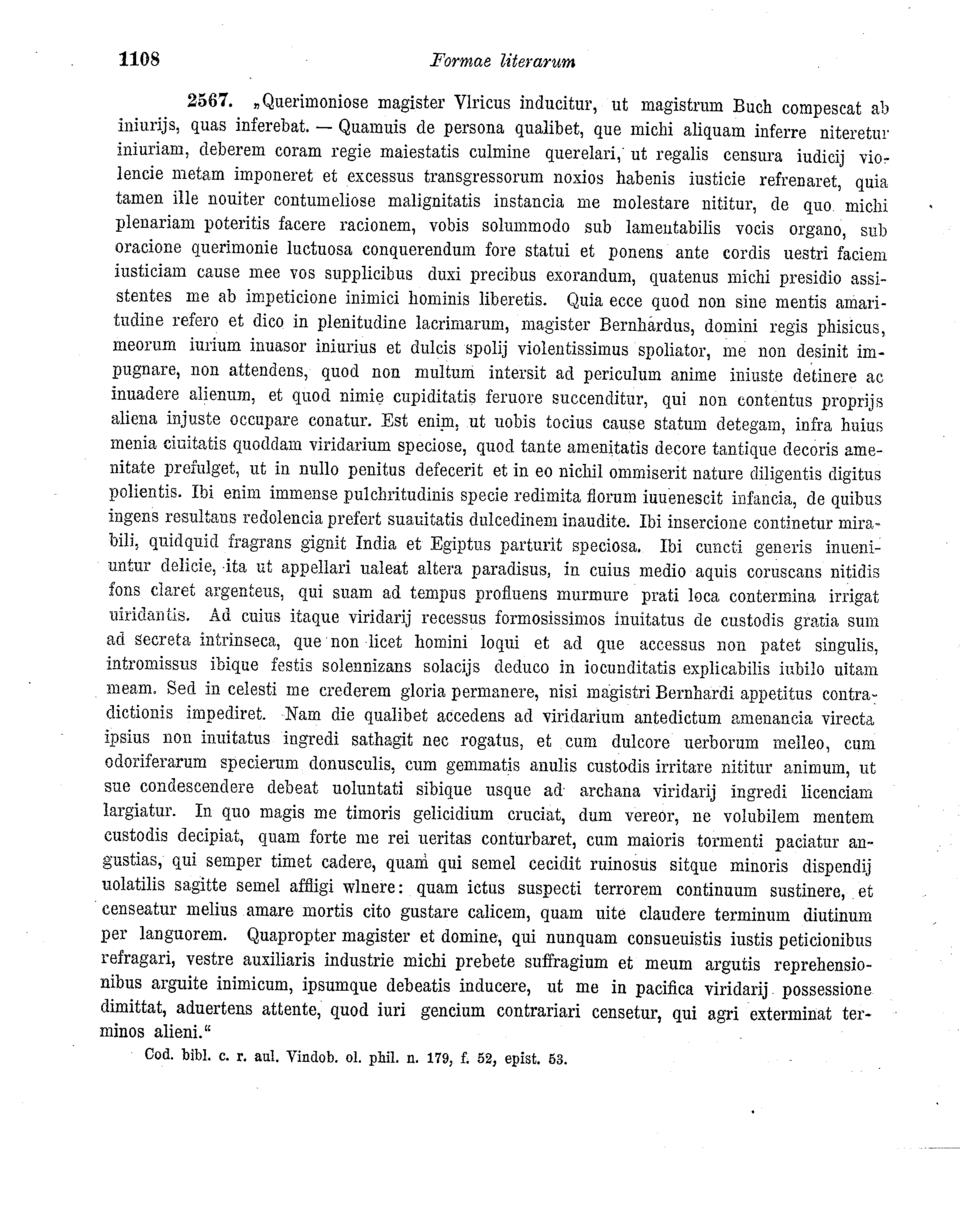 1108 Formae literarum
2567. „Querimoniose magister Vlricus inducitur, ut magistrum Buch compescat ab
iniurijs, quas inferebat. — Quamuis de persona qualibet, que michi aliquam inferre niteretur
iniuriam, deberem coram regie maiestatis culmine querelari, ut regalis censura iudicij vio-
lencie metam imponeret et excessus transgressorum noxios habenis iusticie refrenaret, quia
tamen ille nouiter contumeliose malignitatis instancia me molestare nititur, de quo michi
plenariam poteritis facere racionem, vobis solummodo sub lamentabilis vocis organo, sub
oracione querimonie luctuosa conquerendum fore statui et ponens ante cordis uestri faciem
iusticiam cause mee vos supplicibus duxi precibus exorandum, quatenus michi presidio assi-
stentes me ab impeticione inimici hominis liberetis. Quia ecce quod non sine mentis amari-
tudine refero et dico in plenitudine lacrimarum, magister Bernhardus, domini regis phisicus,
meorum iurium inuasor iniurius et dulcis spolij violentissimus spoliator, me non desinit im-
pugnare, non attendens, quod non multum intersit ad periculum anime iniuste detinere ac
inuadere alienum, et quod nimię cupiditatis feruore succenditur, qui non contentus proprijs
aliena injuste occupare conatur. Est enim, ut uobis tocius cause statum detegam, infra huius
menia ciuitatis quoddam viridarium speciose, quod tante amenitatis decore tantique decoris ame-
nitate prefulget, ut in nullo penitus defecerit et in eo nichil ommiserit nature diligentis digitus
polientis. Ibi enim immense pulchritudinis specie redimita florum iuuenescit infancia, de quibus
ingens resultans redolencia prefert suauitatis dulcedinem inaudite. Ibi insercione continetur mira-
bili, quidquid fragrans gignit India et Egiptus parturit speciosa. Ibi cuncti generis inueni-
untur delicie, ita ut appellari ualeat altera paradisus, in cuius medio aquis coruscans nitidis
fons claret argenteus, qui suam ad tempus profluens murmure prati loca contermina irrigat
uiridantis. Ad cuius itaque viridarij recessus formosissimos inuitatus de custodis gratia sum
ad secreta intrinseca, que non licet homini loqui et ad que accessus non patet singulis,
intromissus ibique festis solennizans solacijs deduco in iocunditatis explicabilis iubilo uitam
meam. Sed in celesti me crederem gloria permanere, nisi magistri Bernhardi appetitus contra-
dictionis impediret. Nam die qualibet accedens ad viridarium antedictum amenancia virecta
ipsius non inuitatus ingredi sathagit nec rogatus, et cum dulcore uerborum melleo, cum
odoriferarum specierum donusculis, cum gemmatis anulis custodis irritare nititur animum, ut
sue condescendere debeat uoluntati sibique usque ad archana viridarij ingredi licenciam
largiatur. In quo magis me timoris gelicidium cruciat, dum vereor, ne volubilem mentem
custodis decipiat, quam forte me rei ueritas conturbaret, cum maioris tormenti paciatur an-
gustias, qui semper timet cadere, quam qui semel cecidit ruinosus sitque minoris dispendij
uolatilis sagitte semel affligi wlnere: quam ictus suspecti terrorem continuum sustinere, et
censeatur melius amare mortis cito gustare calicem, quam uite claudere terminum diutinum
per languorem. Quapropter magister et domine, qui nunquam consueuistis iustis peticionibus
refragari, vestre auxiliaris industrie michi prebete suffragium et meum argutis reprehensio-
nibus arguite inimicum, ipsumque debeatis inducere, ut me in pacifica viridarij possessione
dimittat, aduertens attente, quod iuri gencium contrariari censetur, qui agri exterminat ter-
minos alieni.“
Cod. bibl. c. r. aul. Vindob. ol. phil. n. 179, f. 52, epist. 53.